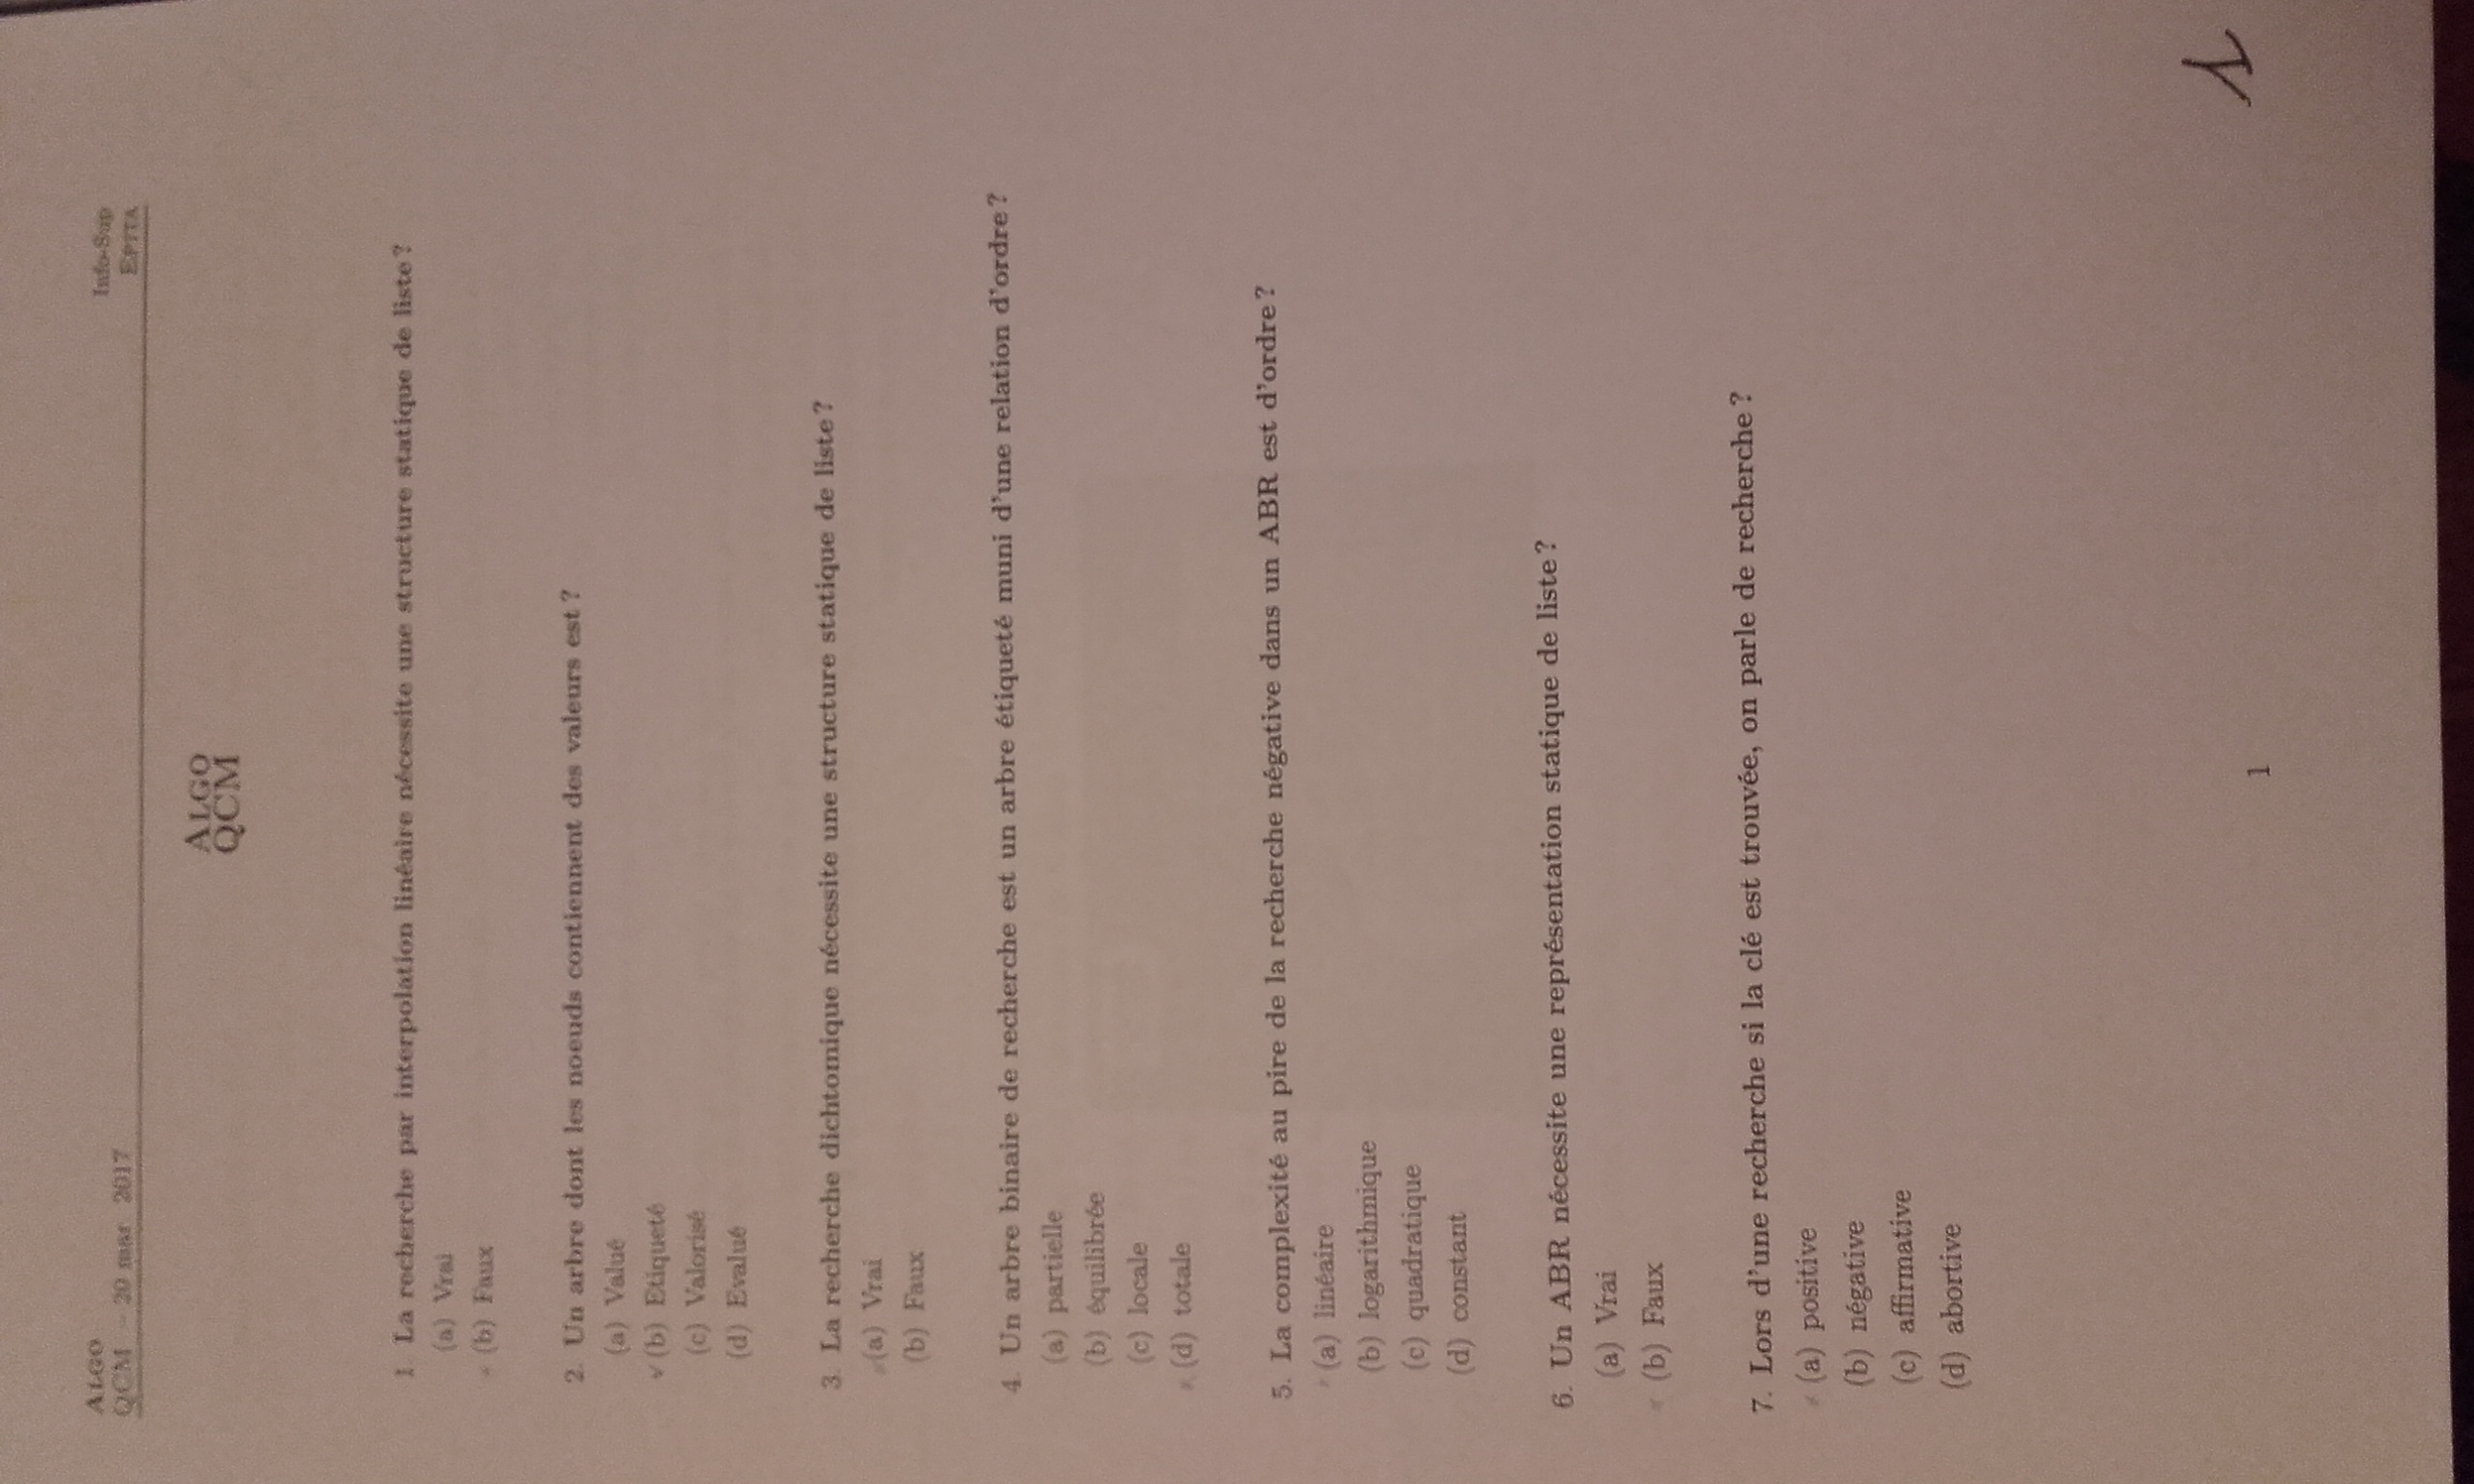 ALGO
QCM – 20 mar 2017
Info-Sup
EPITA
ALGO
QCM
1. La recherche par interpolation linéaire nécessite une structure statique de liste ?
(a) Vrai
(b) Faux
2. Un arbre dont les noeuds contiennent des valeurs est ?
(a) Valué
(b) Etiqueté
(c) Valorisé
(d) Evalué
3. La recherche dichtomique nécessite une structure statique de liste ?
(a) Vrai
(b) Faux
4. Un arbre binaire de recherche est un arbre étiqueté muni d'une relation d'ordre ?
(a) partielle
(b) équilibrée
(c) locale
(d) totale
5. La complexité au pire de la recherche négative dans un ABR est d'ordre ?
(a) linéaire
(b) logarithmique
(c) quadratique
(d) constant
6. Un ABR nécessite une représentation statique de liste ?
(a) Vrai
(b) Faux
7. Lors d'une recherche si la clé est trouvée, on parle de recherche ?
(a) positive
(b) négative
(c) affirmative
(d) abortive
1
1